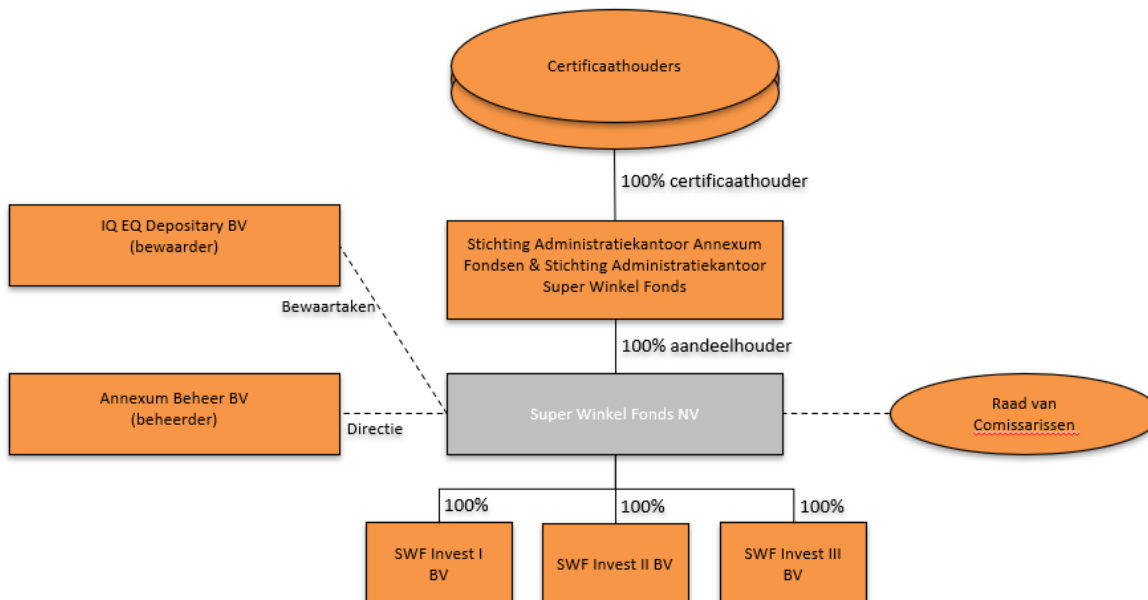 Certificaathouders
100% certificaathouder
IQ EQ Depositary BV
(bewaarder)
Stichting Administratiekantoor Annexum
Fondsen & Stichting Administratiekantoor
Super Winkel Fonds
Bewaartaken
100% aandeelhouder
Annexum Beheer BV
(beheerder)
Directie
Super Winkel Fonds NV
Raad van
Comissarissen
100%
100%
100%
SWF Invest I
BV
SWF Invest II BV
SWF Invest III
BV